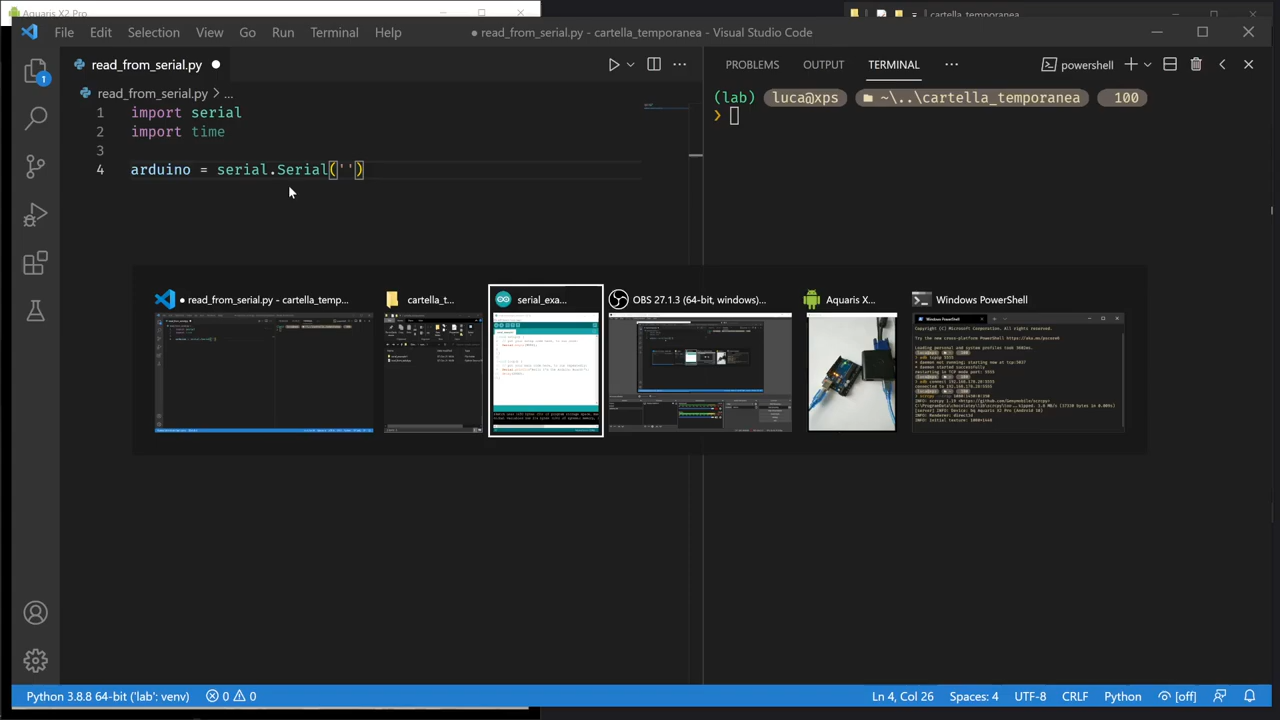 Aquaris X2 Pro
cartella_temporanea
File Edit Selection View Go Run Terminal Help
● read_from_serial.py - cartella_temporanea - Visual Studio Code
read_from_serial.py
PROBLEMS OUTPUT TERMINAL
powershell
read_from_serial.py > ...
1 import serial
2 import time
3
4 arduino = serial.Serial('')
(lab) luca@xps ~\..\cartella_temporanea 100
❯
1
● read_from_serial.py - cartella_temp...
cartella_t...
serial_exa...
OBS 27.1.3 (64-bit, windows)...
Aquaris X...
Windows PowerShell
Python 3.8.8 64-bit ('lab': venv) 0 0
Ln 4, Col 26 Spaces: 4 UTF-8 CRLF Python [off]